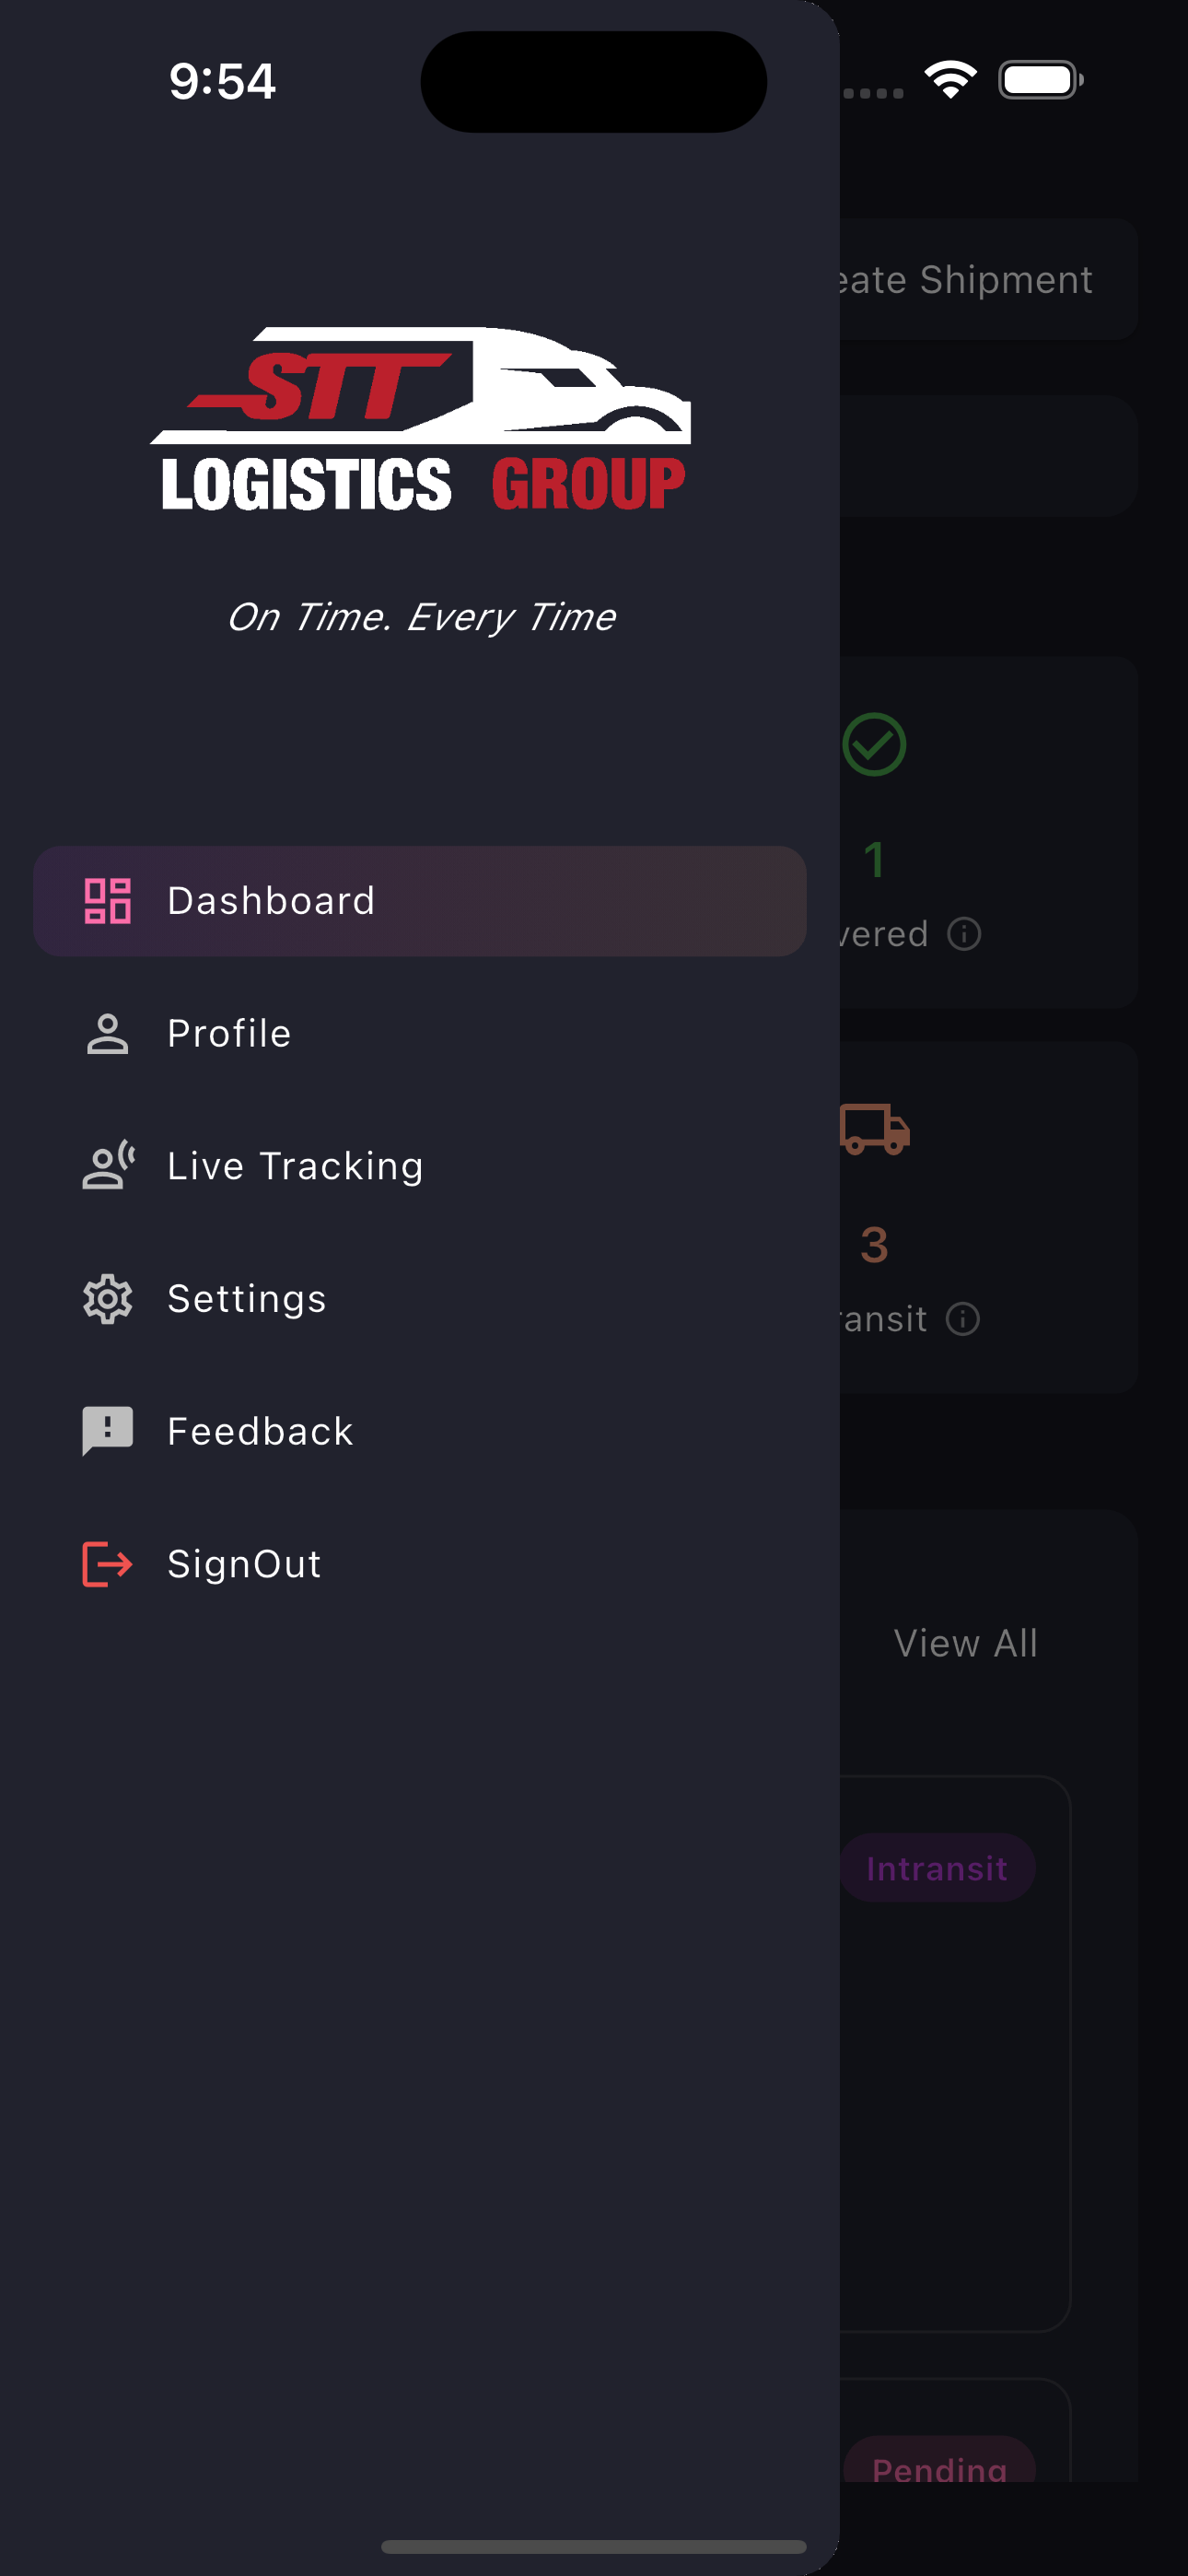 9:54
eate Shipment
STT
LOGISTICS GROUP
On Time. Every Time
1
vered
Dashboard
Profile
Live Tracking
3
ransit
Settings
Feedback
SignOut
View All
Intransit
Pending